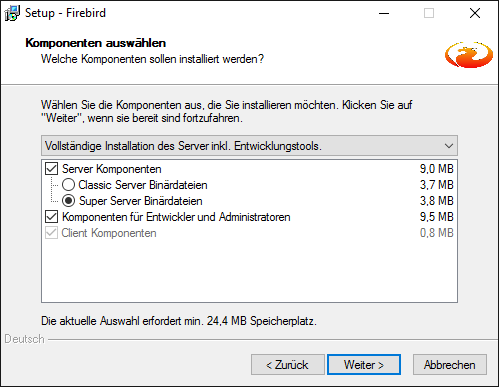 Setup - Firebird
Komponenten auswählen
Welche Komponenten sollen installiert werden?
Wählen Sie die Komponenten aus, die Sie installieren möchten. Klicken Sie auf
"Weiter", wenn sie bereit sind fortzufahren.
Vollständige Installation des Server inkl. Entwicklungstools.
Server Komponenten 9,0 MB
Classic Server Binärdateien 3,7 MB
Super Server Binärdateien 3,8 MB
Komponenten für Entwickler und Administratoren 9,5 MB
Client Komponenten 0,8 MB
Die aktuelle Auswahl erfordert min. 24,4 MB Speicherplatz.
Deutsch
< Zurück Weiter > Abbrechen